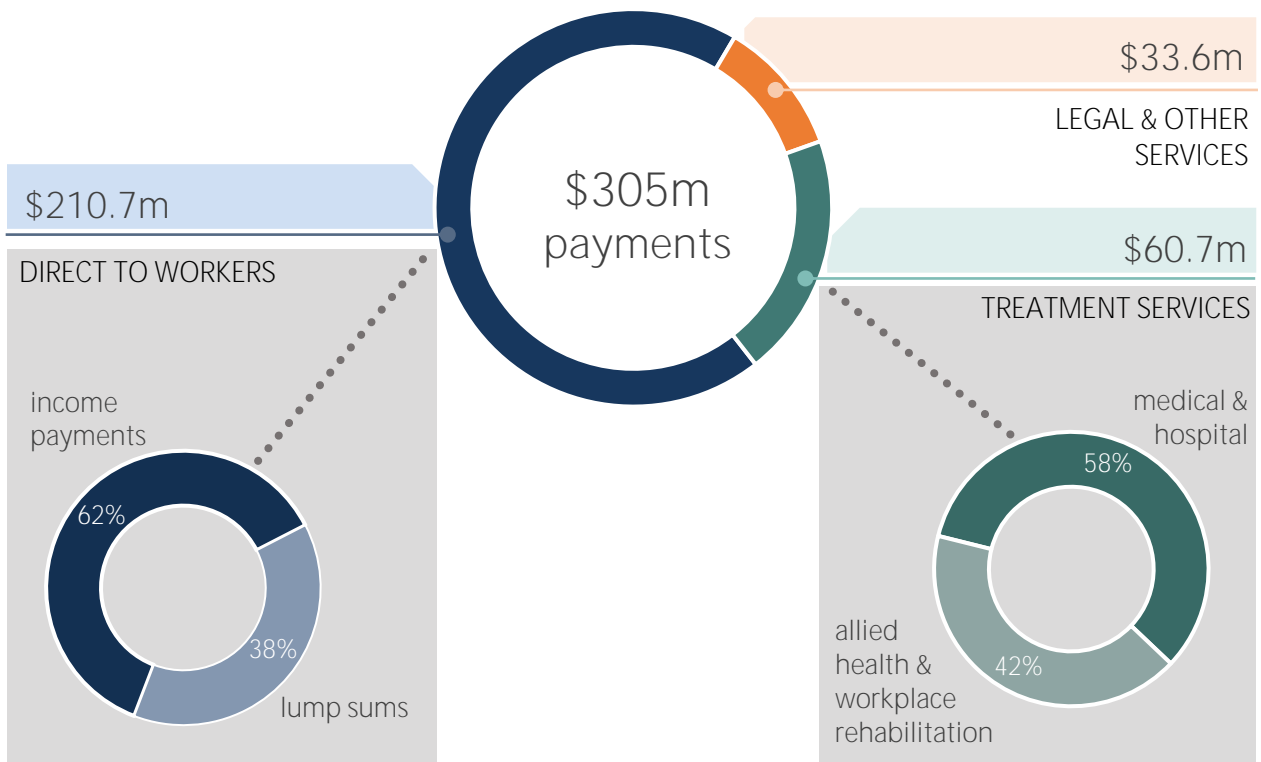 $33.6m
LEGAL & OTHER
SERVICES
$305m
payments
$210.7m
DIRECT TO WORKERS
$60.7m
TREATMENT SERVICES
income
payments
62%
38%
lump sums
medical &
hospital
58%
42%
allied
health &
workplace
rehabilitation